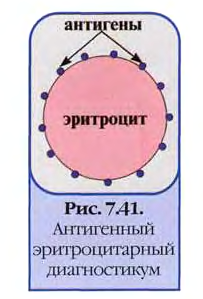 антигены
эритроцит
Рис. 7.41.
Антигенный
эритроцитарный
диагностикум